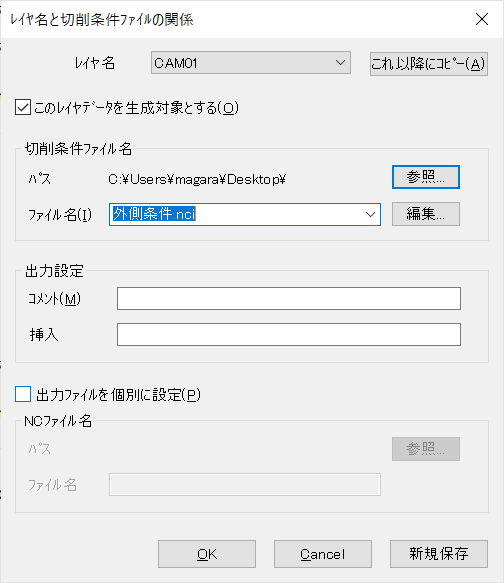 ﾚｲﾔ名と切削条件ﾌｧｲﾙの関係
ﾚｲﾔ名 CAM01 これ以降にｺﾋﾟｰ(A)
このﾚｲﾔﾃﾞｰﾀを生成対象とする(O)
切削条件ﾌｧｲﾙ名
ﾊﾟｽ C:¥Users¥magara¥Desktop¥ 参照...
ﾌｧｲﾙ名(I) 外側条件.nci 編集...
出力設定
ｺﾒﾝﾄ(M)
挿入
出力ﾌｧｲﾙを個別に設定(P)
NCﾌｧｲﾙ名
ﾊﾟｽ 参照...
ﾌｧｲﾙ名
OK Cancel 新規保存